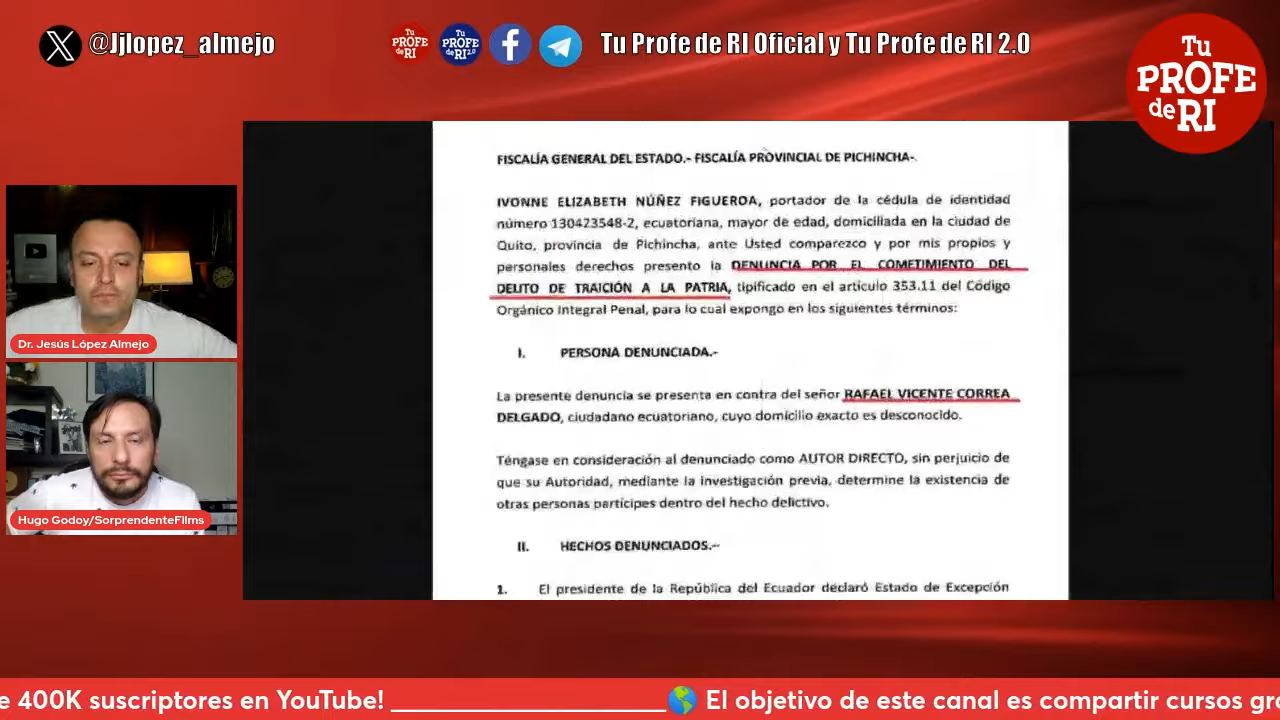 @Jjlopez_almejo
Tu PROFE de RI
Tu PROFE de RI 2.0
Tu Profe de RI Oficial y Tu Profe de RI 2.0
Tu
PROFE
de RI
FISCALÍA GENERAL DEL ESTADO.- FISCALÍA PROVINCIAL DE PICHINCHA-.
IVONNE ELIZABETH NÚÑEZ FIGUEROA, portador de la cédula de identidad
número 130423548-2, ecuatoriana, mayor de edad, domiciliada en la ciudad de
Quito, provincia de Pichincha, ante Usted comparezco y por mis propios y
personales derechos presento la DENUNCIA POR EL COMETIMIENTO DEL
DELITO DE TRAICIÓN A LA PATRIA, tipificado en el artículo 353.11 del Código
Orgánico Integral Penal, para lo cual expongo en los siguientes términos:
I. PERSONA DENUNCIADA.-
La presente denuncia se presenta en contra del señor RAFAEL VICENTE CORREA
DELGADO, ciudadano ecuatoriano, cuyo domicilio exacto es desconocido.
Téngase en consideración al denunciado como AUTOR DIRECTO, sin perjuicio de
que su Autoridad, mediante la investigación previa, determine la existencia de
otras personas partícipes dentro del hecho delictivo.
II. HECHOS DENUNCIADOS.-
1. El presidente de la República del Ecuador declaró Estado de Excepción
Dr. Jesús López Almejo
Hugo Godoy/SorprendenteFilms
e 400K suscriptores en YouTube! ____________________🌎 El objetivo de este canal es compartir cursos gra